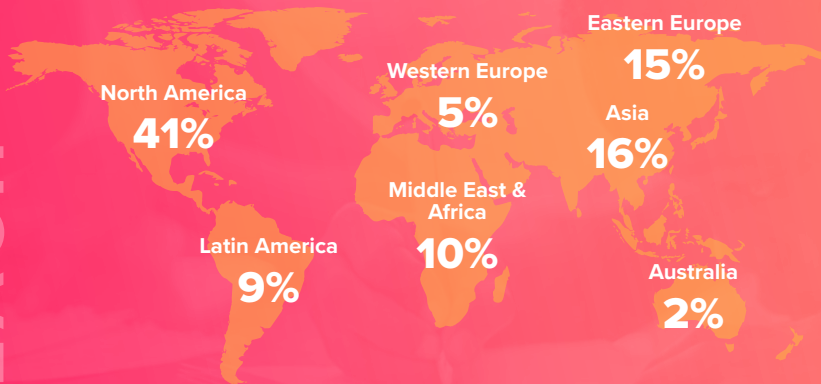 Eastern Europe
15%
Western Europe
5%
North America
41%
Asia
16%
Middle East &
Africa
10%
Latin America
9%
Australia
2%